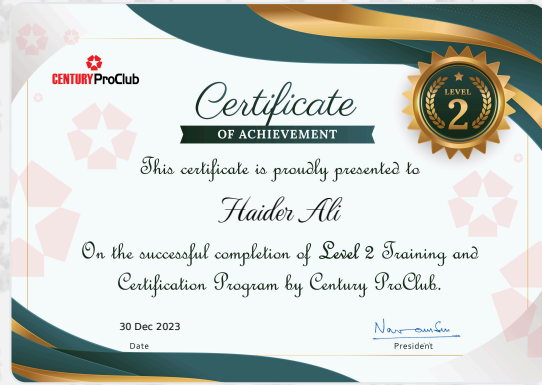 CENTURY ProClub
Certificate
OF ACHIEVEMENT
LEVEL
2
This certificate is proudly presented to
Haider Ali
On the successful completion of Level 2 Training and
Certification Program by Century ProClub.
30 Dec 2023
Date
President